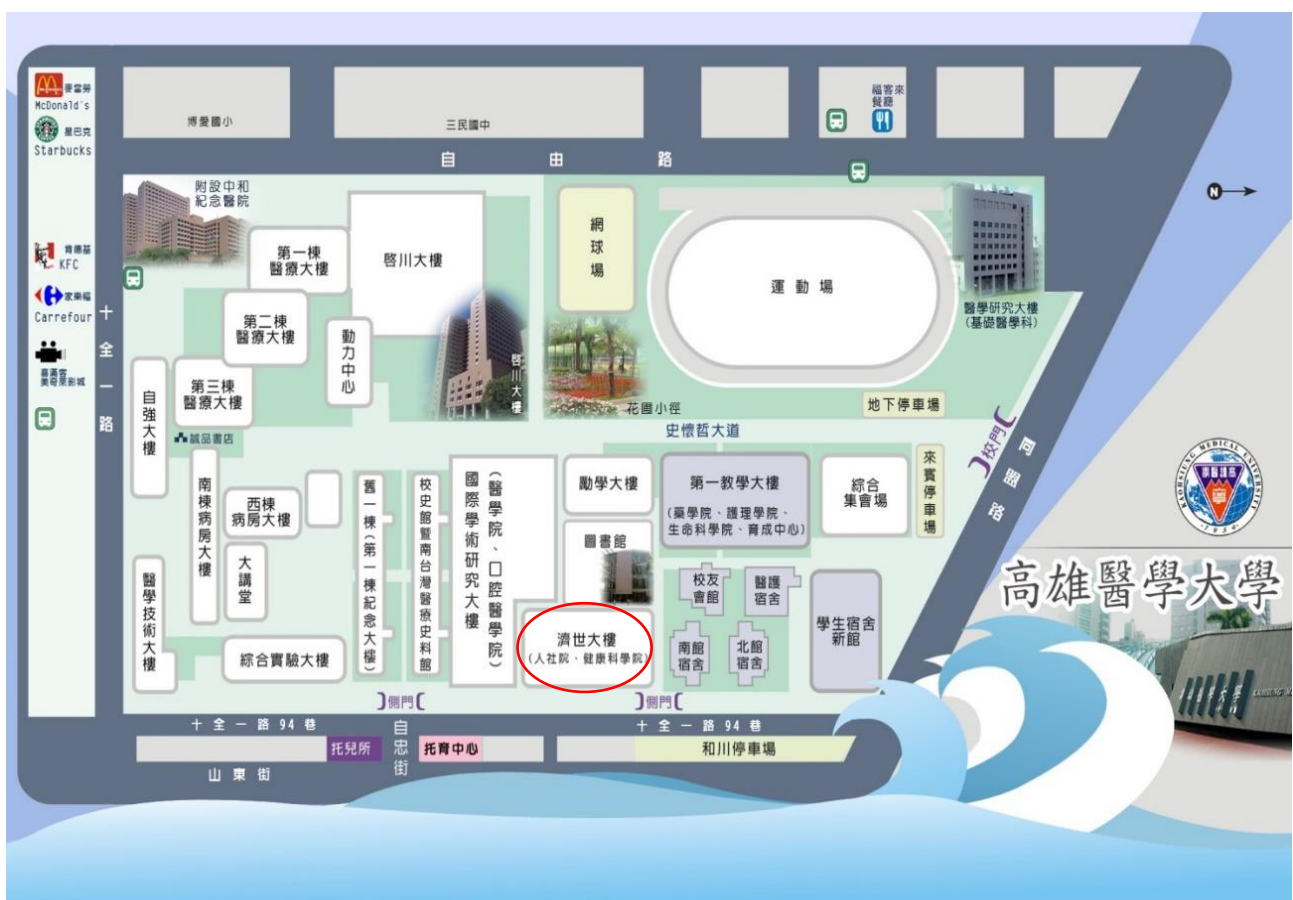 麥當勞
McDonald's
星巴克
Starbucks
肯德基
KFC
家樂福
Carrefour
喜滿客
美奇萊影城
十全一路
博愛國小
三民國中
福客來
餐廳
自由路
N
附設中和
紀念醫院
第一棟
醫療大樓
啓川大樓
網球場
運動場
醫學研究大樓
(基礎醫學科)
第二棟
醫療大樓
動力中心
啓川大樓
自強大樓
第三棟
醫療大樓
誠品書店
花園小徑
地下停車場
史懷哲大道
校門
同盟路
南棟病房大樓
西棟
病房大樓
大講堂
舊一棟(第一棟紀念大樓)
校史館暨南台灣醫療史料館
國際學術研究大樓
(醫學院、口腔醫學院)
勵學大樓
圖書館
第一教學大樓
(藥學院、護理學院、
生命科學院、育成中心)
綜合
集會場
來賓停車場
醫學技術大樓
綜合實驗大樓
濟世大樓
(人社院、健康科學院)
校友
會館
醫護
宿舍
南館
宿舍
北館
宿舍
學生宿舍
新館
側門
側門
十全一路94巷
自忠街
十全一路94巷
托兒所
托育中心
和川停車場
山東街
KAOHSIUNG MEDICAL UNIVERSITY
1954
高雄醫學大學